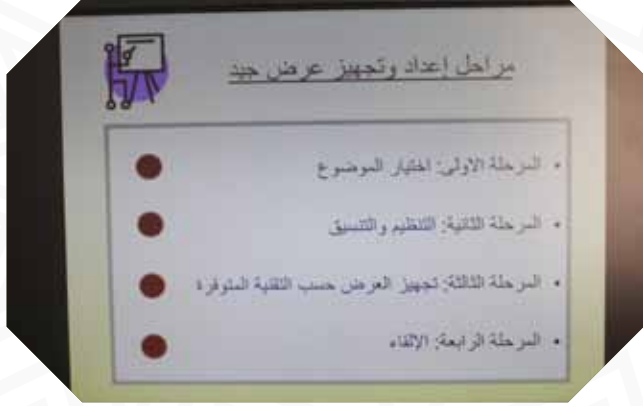 مراحل إعداد وتجهيز عرض جيد
• المرحلة الاولى: اختيار الموضوع
• المرحلة الثانية: التنظيم والتنسيق
• المرحلة الثالثة: تجهيز العرض حسب التقنية المتوفرة
• المرحلة الرابعة: الإلقاء